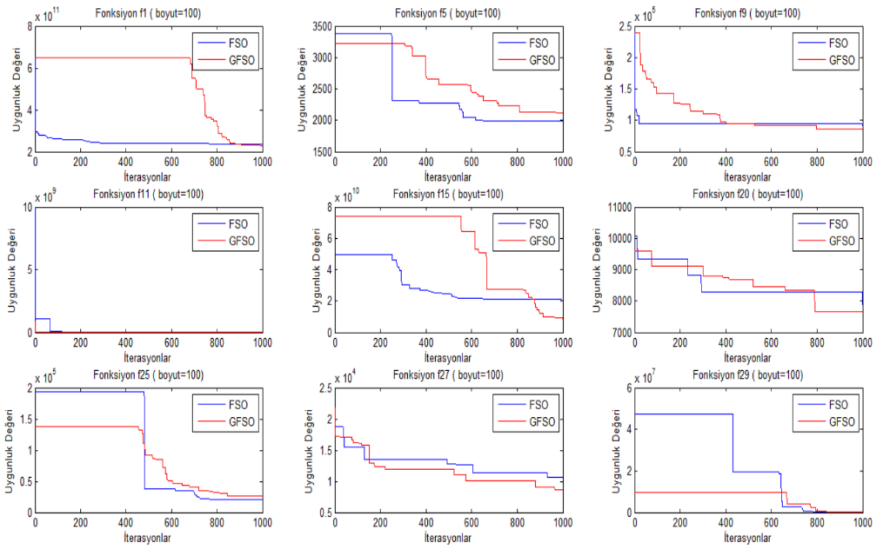 Fonksiyon f1 ( boyut=100)
x 10^11
8
6
4
2
0 200 400 600 800 1000
Uygunluk Değeri
İterasyonlar
FSO
GFSO
Fonksiyon f5 ( boyut=100)
3500
3000
2500
2000
1500
0 200 400 600 800 1000
Uygunluk Değeri
İterasyonlar
FSO
GFSO
Fonksiyon f9 ( boyut=100)
x 10^5
2.5
2
1.5
1
0.5
0 200 400 600 800 1000
Uygunluk Değeri
İterasyonlar
FSO
GFSO
Fonksiyon f11 ( boyut=100)
x 10^9
10
5
0
0 200 400 600 800 1000
Uygunluk Değeri
İterasyonlar
FSO
GFSO
Fonksiyon f15 ( boyut=100)
x 10^10
8
6
4
2
0
0 200 400 600 800 1000
Uygunluk Değeri
İterasyonlar
FSO
GFSO
Fonksiyon f20 ( boyut=100)
11000
10000
9000
8000
7000
0 200 400 600 800 1000
Uygunluk Değeri
İterasyonlar
FSO
GFSO
Fonksiyon f25 ( boyut=100)
x 10^5
2
1.5
1
0.5
0
0 200 400 600 800 1000
Uygunluk Değeri
İterasyonlar
FSO
GFSO
Fonksiyon f27 ( boyut=100)
x 10^4
2.5
2
1.5
1
0.5
0 200 400 600 800 1000
Uygunluk Değeri
İterasyonlar
FSO
GFSO
Fonksiyon f29 ( boyut=100)
x 10^7
6
4
2
0
0 200 400 600 800 1000
Uygunluk Değeri
İterasyonlar
FSO
GFSO